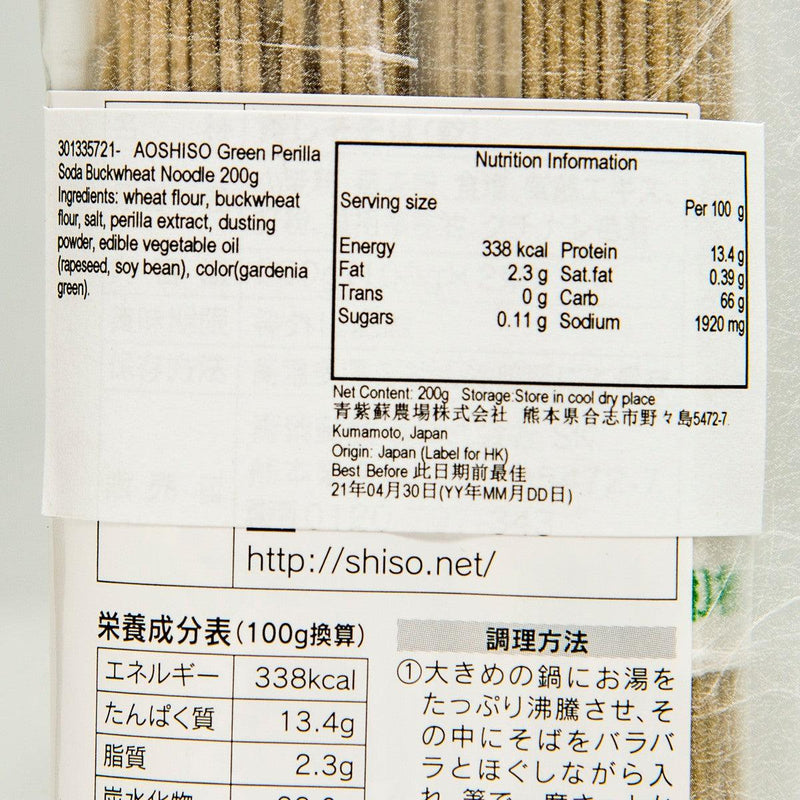 301335721- AOSHISO Green Perilla
Soda Buckwheat Noodle 200g
Ingredients: wheat flour, buckwheat
flour, salt, perilla extract, dusting
powder, edible vegetable oil
(rapeseed, soy bean), color(gardenia
green).
Nutrition Information
Serving size Per 100 g
Energy 338 kcal Protein 13.4 g
Fat 2.3 g Sat.fat 0.39 g
Trans 0 g Carb 66 g
Sugars 0.11 g Sodium 1920 mg
Net Content: 200g Storage:Store in cool dry place
青紫蘇農場株式会社 熊本県合志市野々島5472-7
Kumamoto, Japan
Origin: Japan (Label for HK)
Best Before 此日期前最佳
21年04月30日(YY年MM月DD日)
http://shiso.net/
栄養成分表(100g換算)
エネルギー 338kcal
たんぱく質 13.4g
脂質 2.3g
炭水化物
調理方法
①大きめの鍋にお湯を
たっぷり沸騰させ、そ
の中にそばをバラバ
ラとほぐしながら入